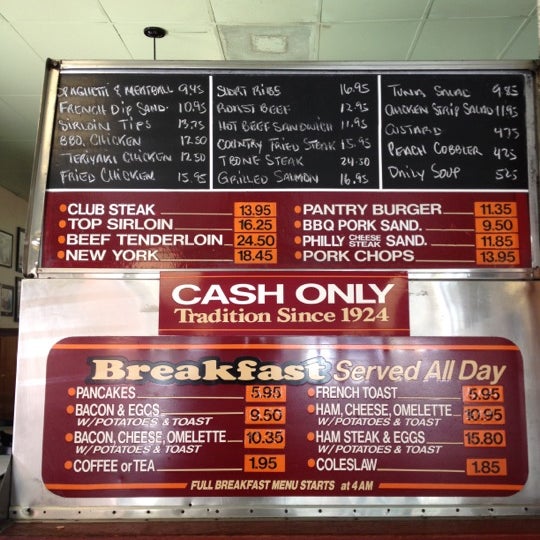 SPAGHETTI & MEATBALL 9.45
FRENCH DIP SAND. 10.95
SIRLOIN TIPS 13.75
BBQ CHICKEN 12.50
TERIYAKI CHICKEN 12.50
FRIED CHICKEN 15.95
SHORT RIBS 16.95
ROAST BEEF 12.95
HOT BEEF SANDWICH 11.95
COUNTRY FRIED STEAK 15.95
TBONE STEAK 24.50
GRILLED SALMON 16.95
TUNA SALAD 9.85
CHICKEN STRIP SALAD 11.95
CUSTARD 4.75
PEACH COBBLER 4.25
DAILY SOUP 5.25
• CLUB STEAK 13.95
• TOP SIRLOIN 16.25
• BEEF TENDERLOIN 24.50
• NEW YORK 18.45
• PANTRY BURGER 11.35
• BBQ PORK SAND. 9.50
• PHILLY CHEESE STEAK SAND. 11.85
• PORK CHOPS 13.95
CASH ONLY
Tradition Since 1924
Breakfast Served All Day
• PANCAKES 5.95
• BACON & EGGS 9.50
W/POTATOES & TOAST
• BACON, CHEESE, OMELETTE 10.35
W/POTATOES & TOAST
• COFFEE or TEA 1.95
• FRENCH TOAST 5.95
• HAM, CHEESE, OMELETTE 10.95
W/POTATOES & TOAST
• HAM STEAK & EGGS 15.80
W/POTATOES & TOAST
• COLESLAW 1.85
FULL BREAKFAST MENU STARTS at 4 AM